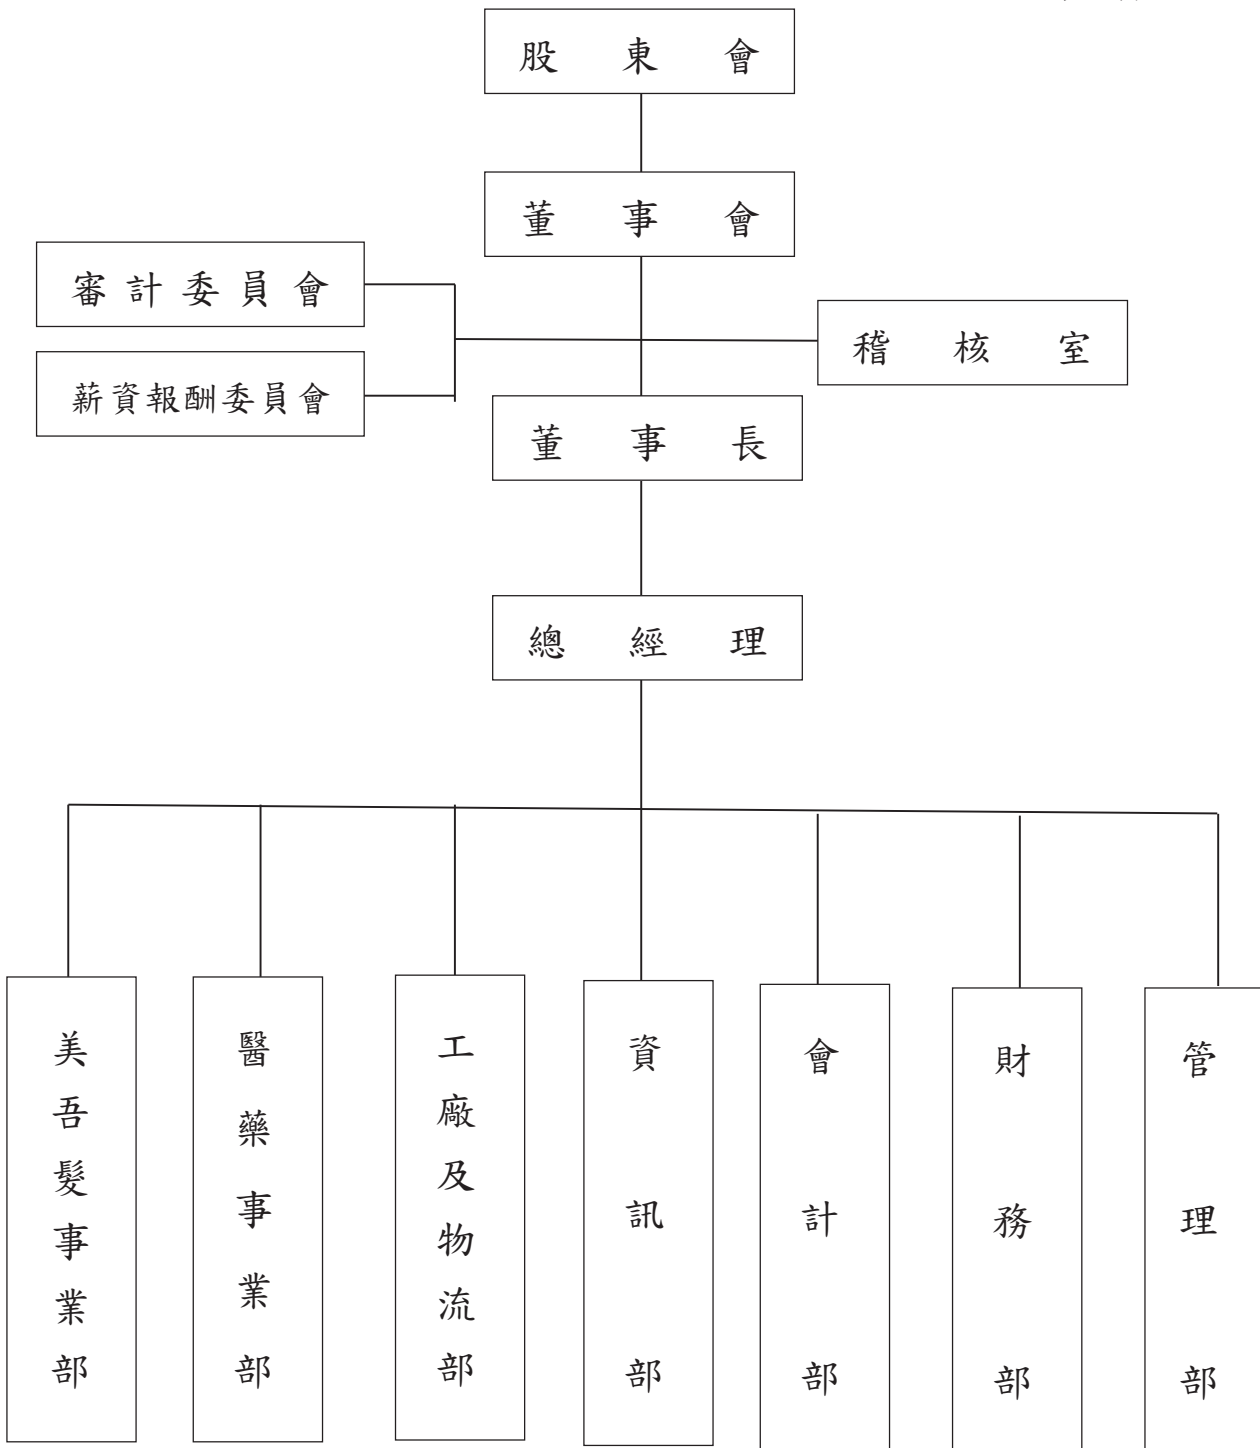 股東會
董事會
審計委員會
稽核室
薪資報酬委員會
董事長
總經理
美吾髮事業部
醫藥事業部
工廠及物流部
資訊部
會計部
財務部
管理部